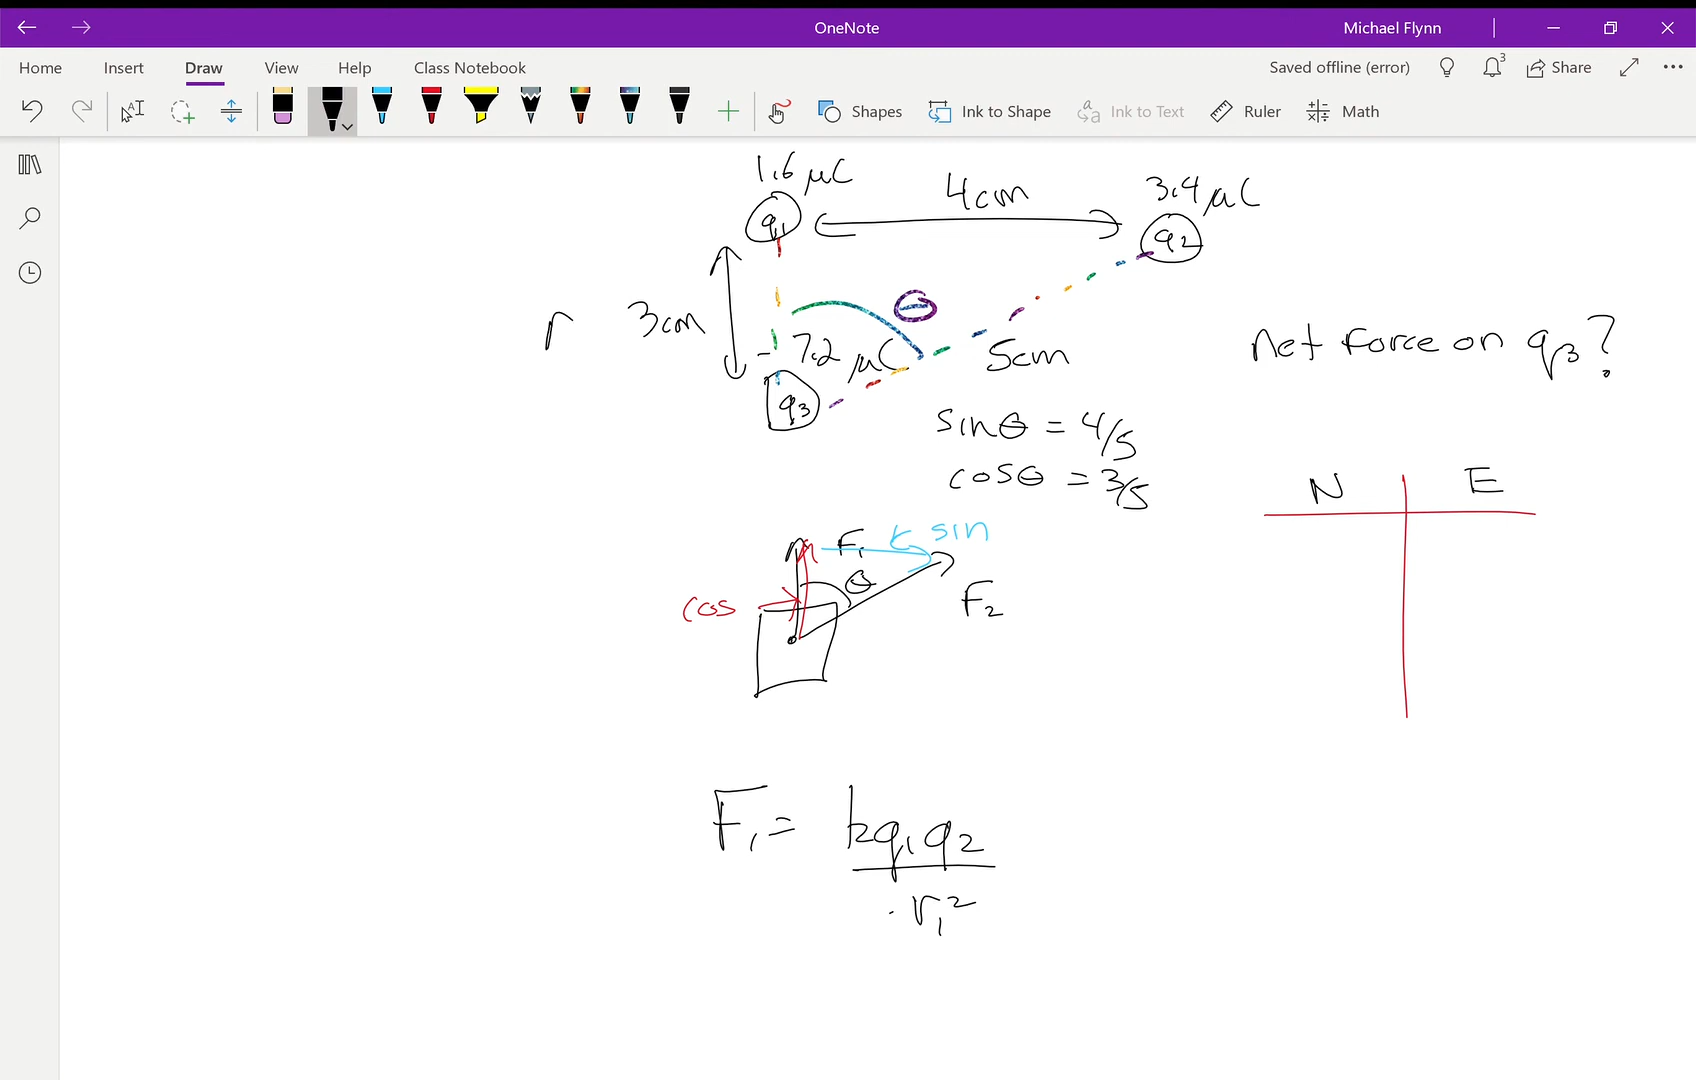 OneNote
Michael Flynn
Home Insert Draw View Help Class Notebook
Saved offline (error) 3 Share
Shapes Ink to Shape Ink to Text Ruler Math
1.6 μC
4cm
3.4 μC
q1
q2
r 3cm
θ
-7.2 μC
5cm
net force on q3?
q3
sinθ = 4/5
cosθ = 3/5
N E
F1
sin
θ
cos
F2
F1 = kq1q2
r1²